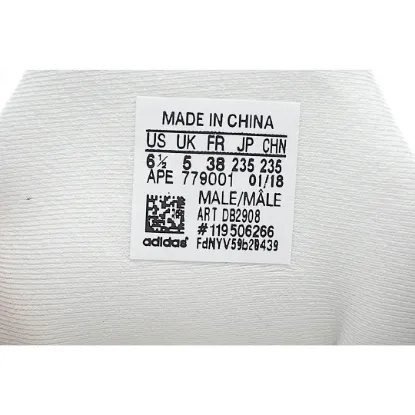 MADE IN CHINA
US UK FR JP CHN
6½ 5 38 235 235
APE 779001 01/18
MALE/MÂLE
ART DB2908
#119506266
adidas® FdNYV59b20439